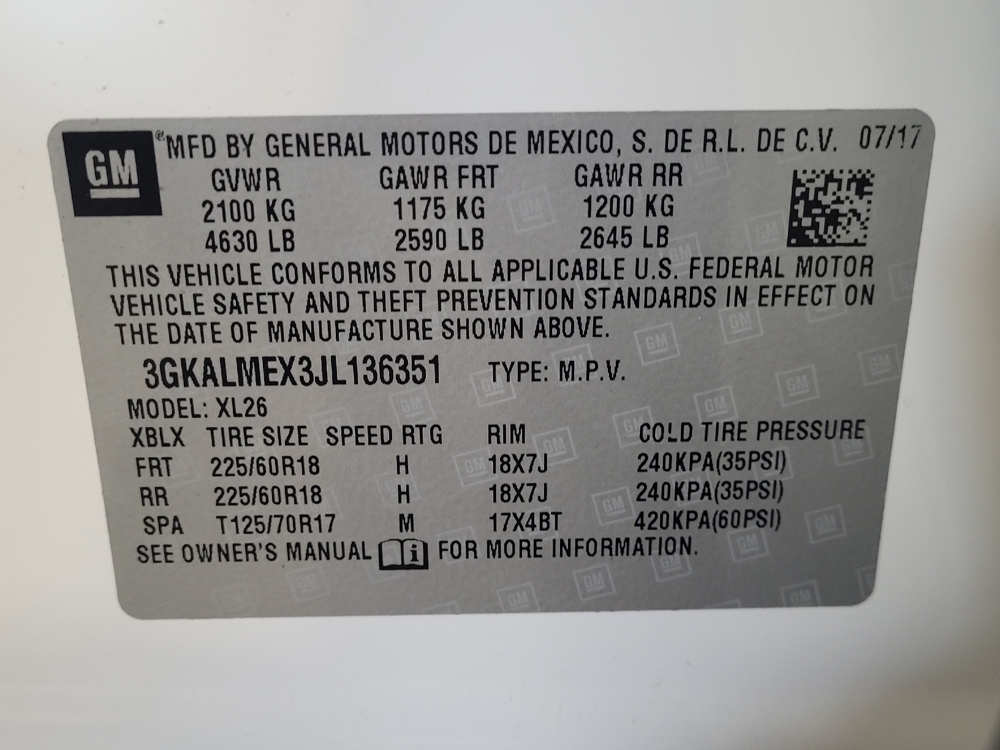 GM ® MFD BY GENERAL MOTORS DE MEXICO, S. DE R.L. DE C.V. 07/17
GVWR GAWR FRT GAWR RR
2100 KG 1175 KG 1200 KG
4630 LB 2590 LB 2645 LB
THIS VEHICLE CONFORMS TO ALL APPLICABLE U.S. FEDERAL MOTOR
VEHICLE SAFETY AND THEFT PREVENTION STANDARDS IN EFFECT ON
THE DATE OF MANUFACTURE SHOWN ABOVE.
3GKALMEX3JL136351 TYPE: M.P.V.
MODEL: XL26
XBLX TIRE SIZE SPEED RTG RIM COLD TIRE PRESSURE
FRT 225/60R18 H 18X7J 240KPA(35PSI)
RR 225/60R18 H 18X7J 240KPA(35PSI)
SPA T125/70R17 M 17X4BT 420KPA(60PSI)
SEE OWNER'S MANUAL i FOR MORE INFORMATION.